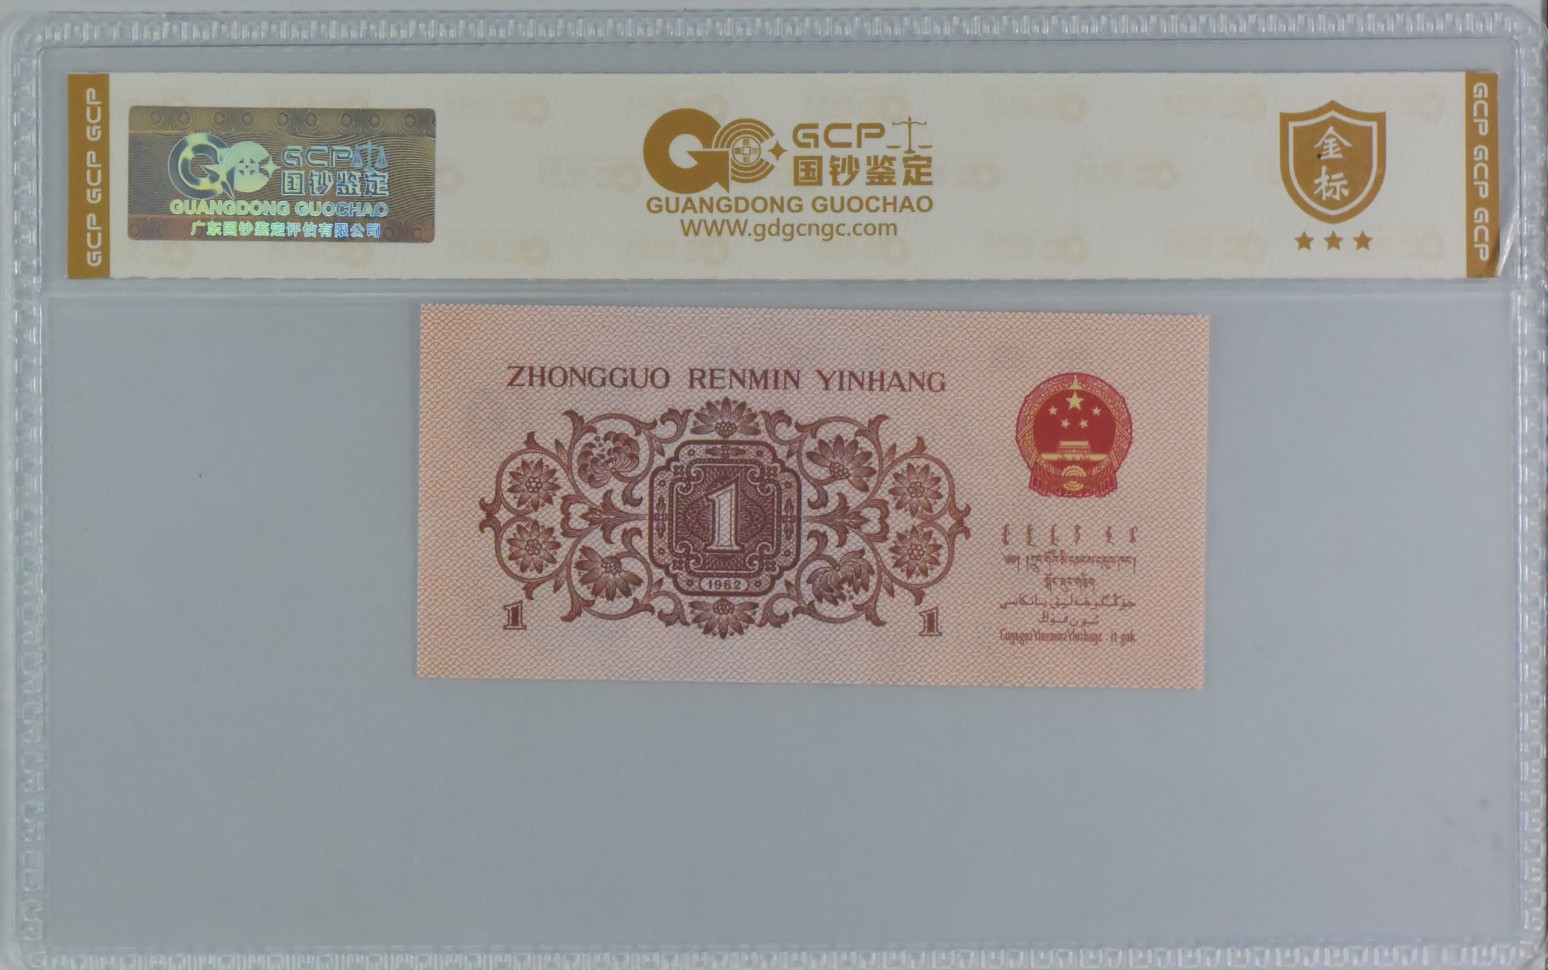 GCP GCP GCP
GCP
国钞鉴定
GUANGDONG GUOCHAO
广东国钞鉴定评估有限公司
GCP
国钞鉴定
GUANGDONG GUOCHAO
WWW.gdgcngc.com
金
标
GCP GCP GCP
ZHONGGUO RENMIN YINHANG
1
1962
1
1